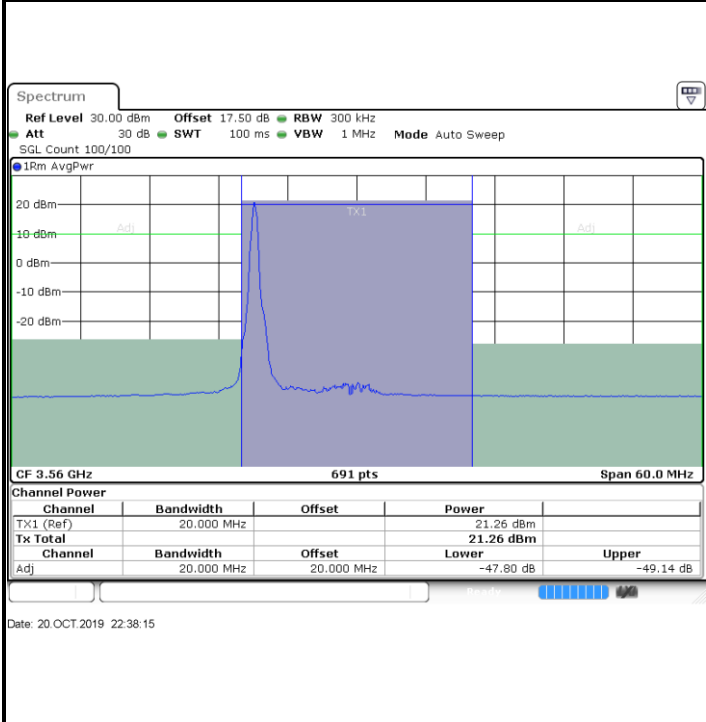 Spectrum
Ref Level 30.00 dBm Offset 17.50 dB RBW 300 kHz
Att 30 dB SWT 100 ms VBW 1 MHz Mode Auto Sweep
SGL Count 100/100
1Rm AvgPwr
20 dBm
TX1
Adj
Adj
10 dBm
0 dBm
-10 dBm
-20 dBm
CF 3.56 GHz 691 pts Span 60.0 MHz
Channel Power
Channel Bandwidth Offset Power
TX1 (Ref) 20.000 MHz 21.26 dBm
Tx Total 21.26 dBm
Channel Bandwidth Offset Lower Upper
Adj 20.000 MHz 20.000 MHz -47.80 dB -49.14 dB
Ready
Date: 20.OCT.2019 22:38:15